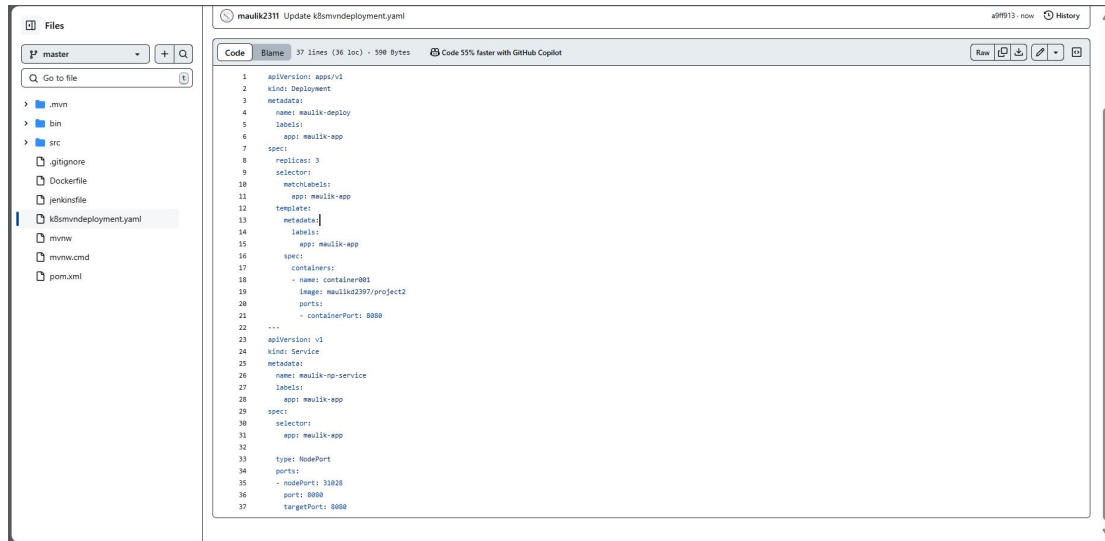 Files
master
Go to file
t
.mvn
bin
src
.gitignore
Dockerfile
jenkinsfile
k8smvndeployment.yaml
mvnw
mvnw.cmd
pom.xml
maulik2311 Update k8smvndeployment.yaml
a9ff913 · now History
Code Blame 37 lines (36 loc) · 590 Bytes Code 55% faster with GitHub Copilot
Raw
1 apiVersion: apps/v1
2 kind: Deployment
3 metadata:
4   name: maulik-deploy
5   labels:
6     app: maulik-app
7 spec:
8   replicas: 3
9   selector:
10     matchLabels:
11       app: maulik-app
12   template:
13     metadata:
14       labels:
15         app: maulik-app
16     spec:
17       containers:
18       - name: container001
19         image: maulikd2397/project2
20         ports:
21         - containerPort: 8080
22 ---
23 apiVersion: v1
24 kind: Service
25 metadata:
26   name: maulik-np-service
27   labels:
28     app: maulik-app
29 spec:
30   selector:
31     app: maulik-app
32
33   type: NodePort
34   ports:
35   - nodePort: 31028
36     port: 8080
37     targetPort: 8080